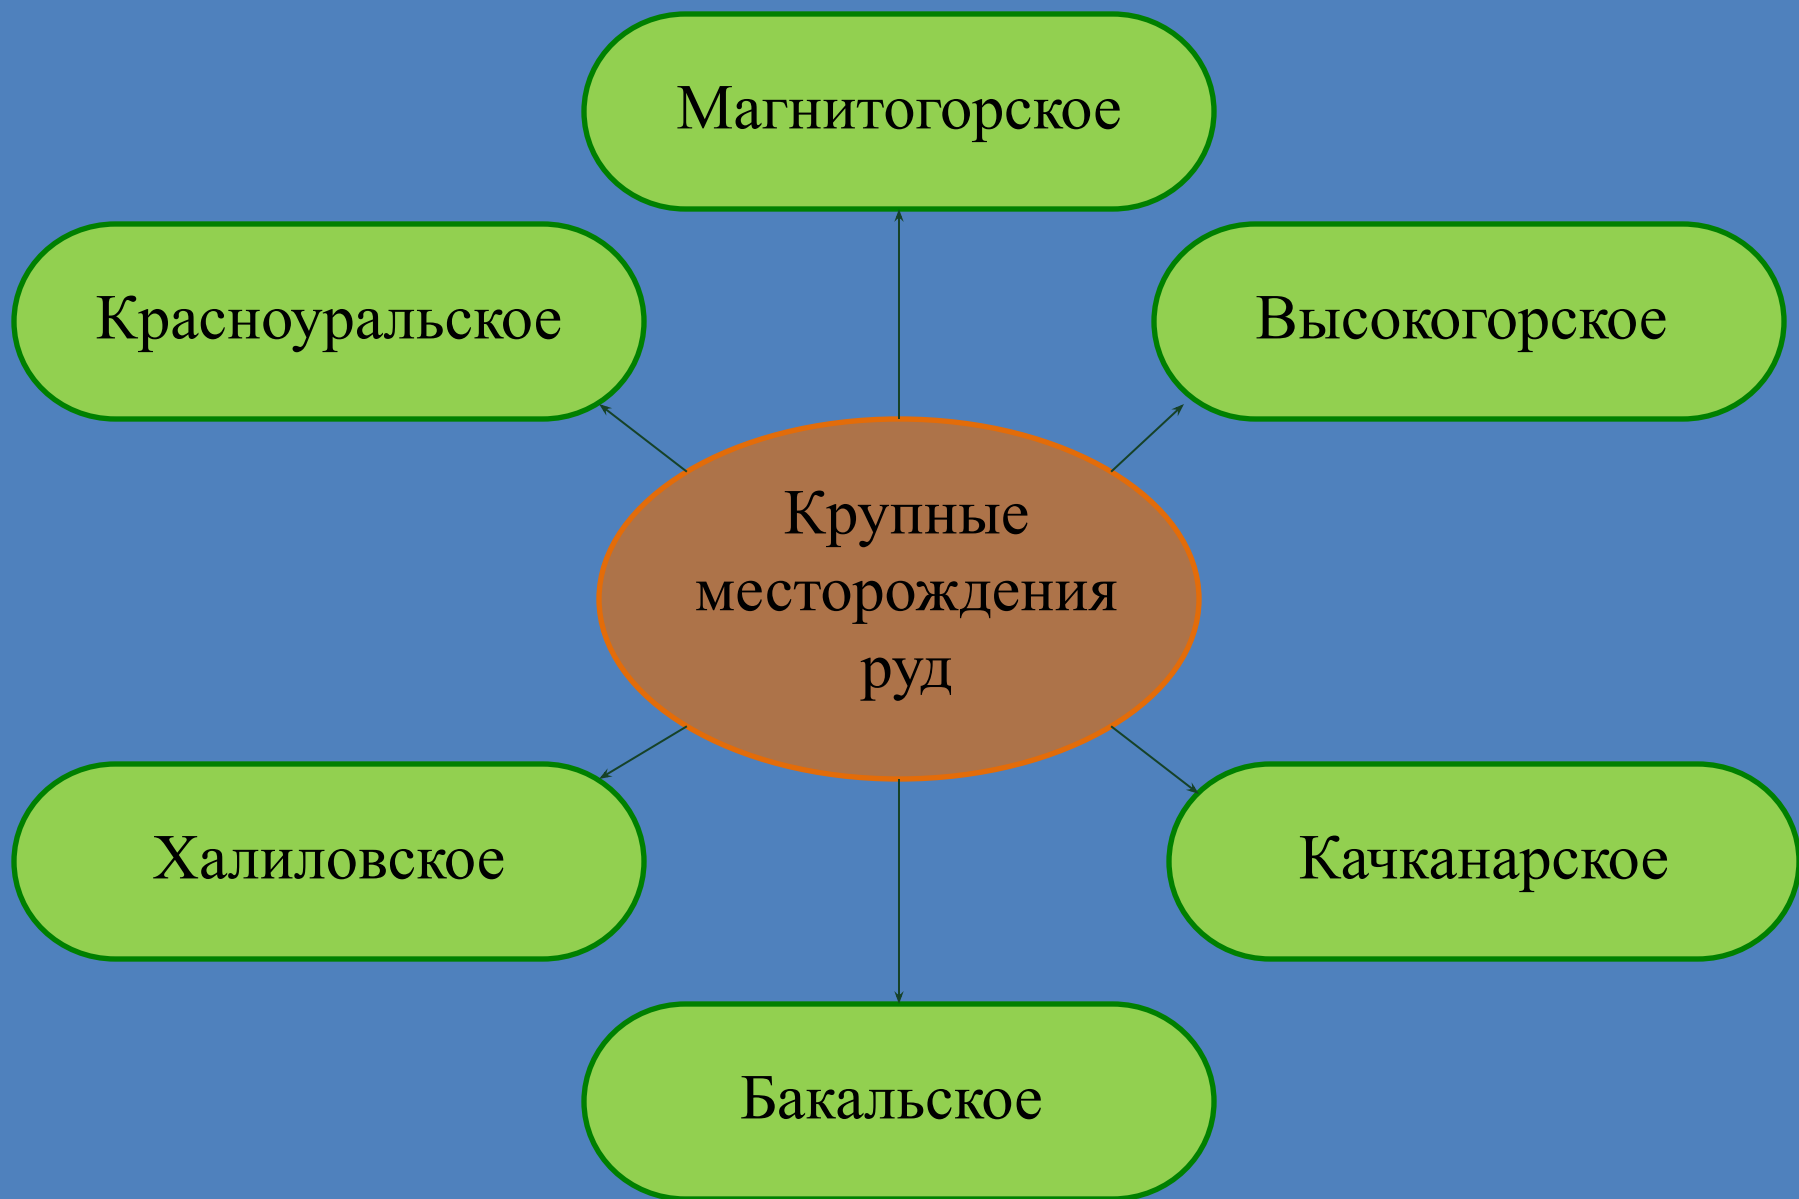 Магнитогорское
Красноуральское
Высокогорское
Крупные
месторождения
руд
Халиловское
Качканарское
Бакальское